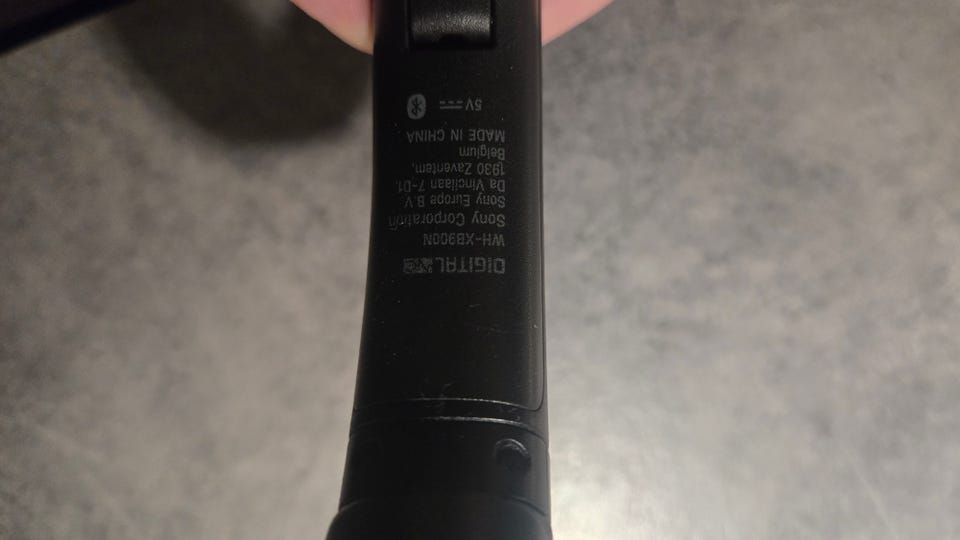 DIGITAL
WH-XB900N
Sony Corporation
Sony Europe B.V.
Da Vincilaan 7-D1,
1930 Zaventem,
Belgium
MADE IN CHINA
5V